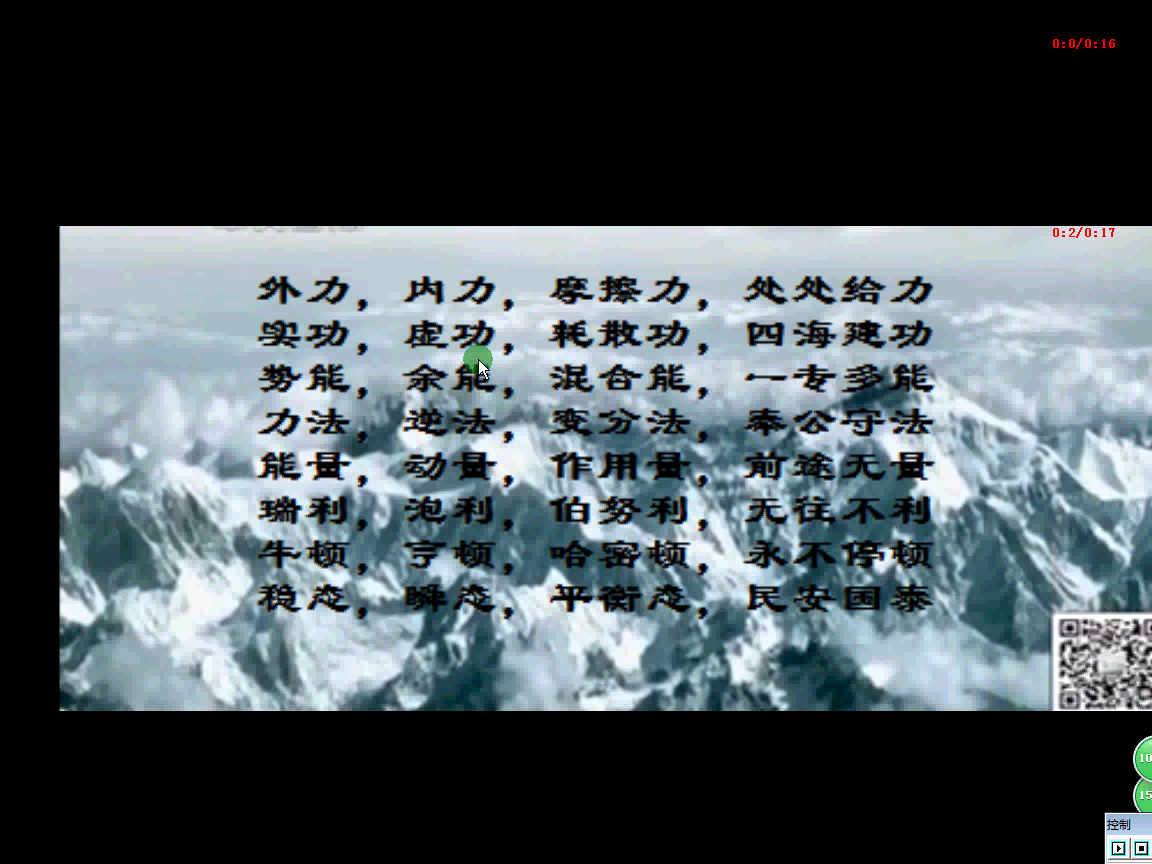 0:0/0:16
0:2/0:17
外力，内力，摩擦力，处处给力
实功，虚功，耗散功，四海建功
势能，余能，混合能，一专多能
力法，逆法，变分法，奉公守法
能量，动量，作用量，前途无量
瑞利，泡利，伯努利，无往不利
牛顿，亨顿，哈密顿，永不停顿
稳态，瞬态，平衡态，民安国泰
10
15
控制